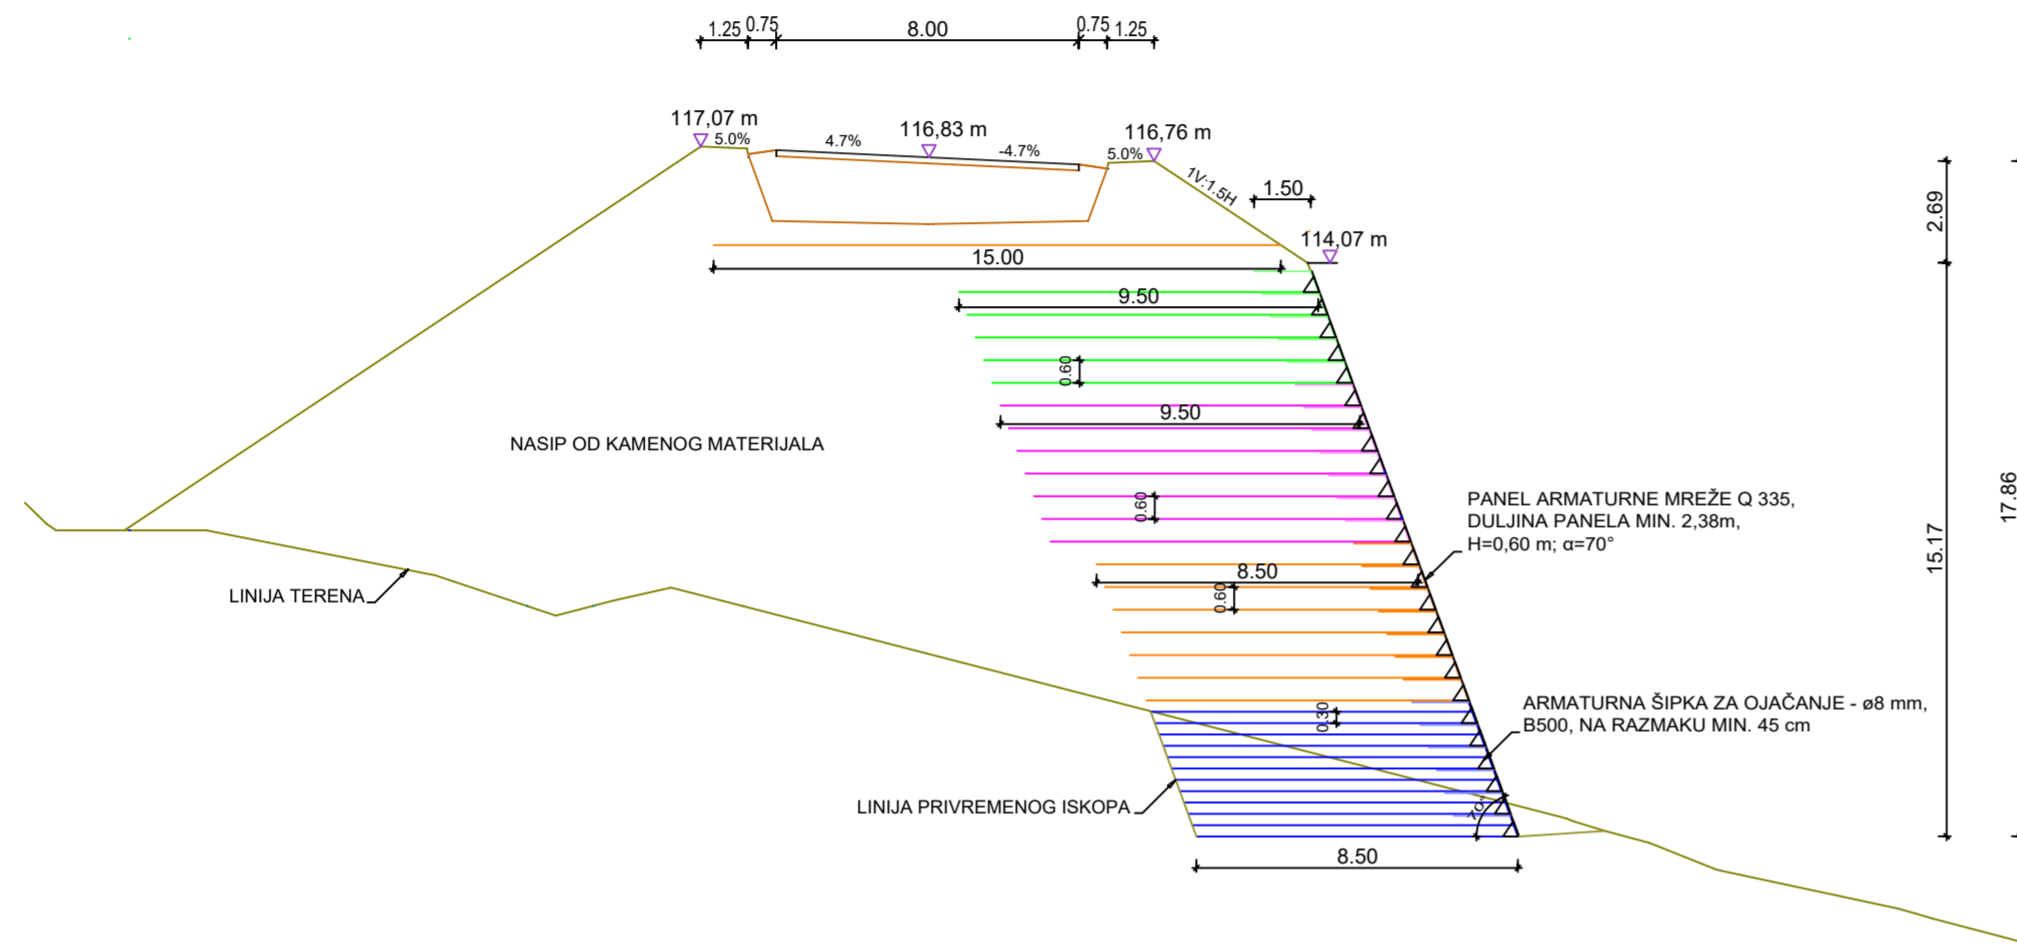 1.25 0.75 8.00 0.75 1.25
117,07 m 116,83 m 116,76 m
5.0% 4.7% -4.7% 5.0%
1V:1.5H
1.50
2.69
114,07 m
15.00
9.50
0.60
9.50
NASIP OD KAMENOG MATERIJALA
0.60
PANEL ARMATURNE MREŽE Q 335,
DULJINA PANELA MIN. 2,38m,
H=0,60 m; α=70°
17.86
15.17
8.50
0.60
LINIJA TERENA
0.30
ARMATURNA ŠIPKA ZA OJAČANJE - ø8 mm,
B500, NA RAZMAKU MIN. 45 cm
LINIJA PRIVREMENOG ISKOPA
70°
8.50